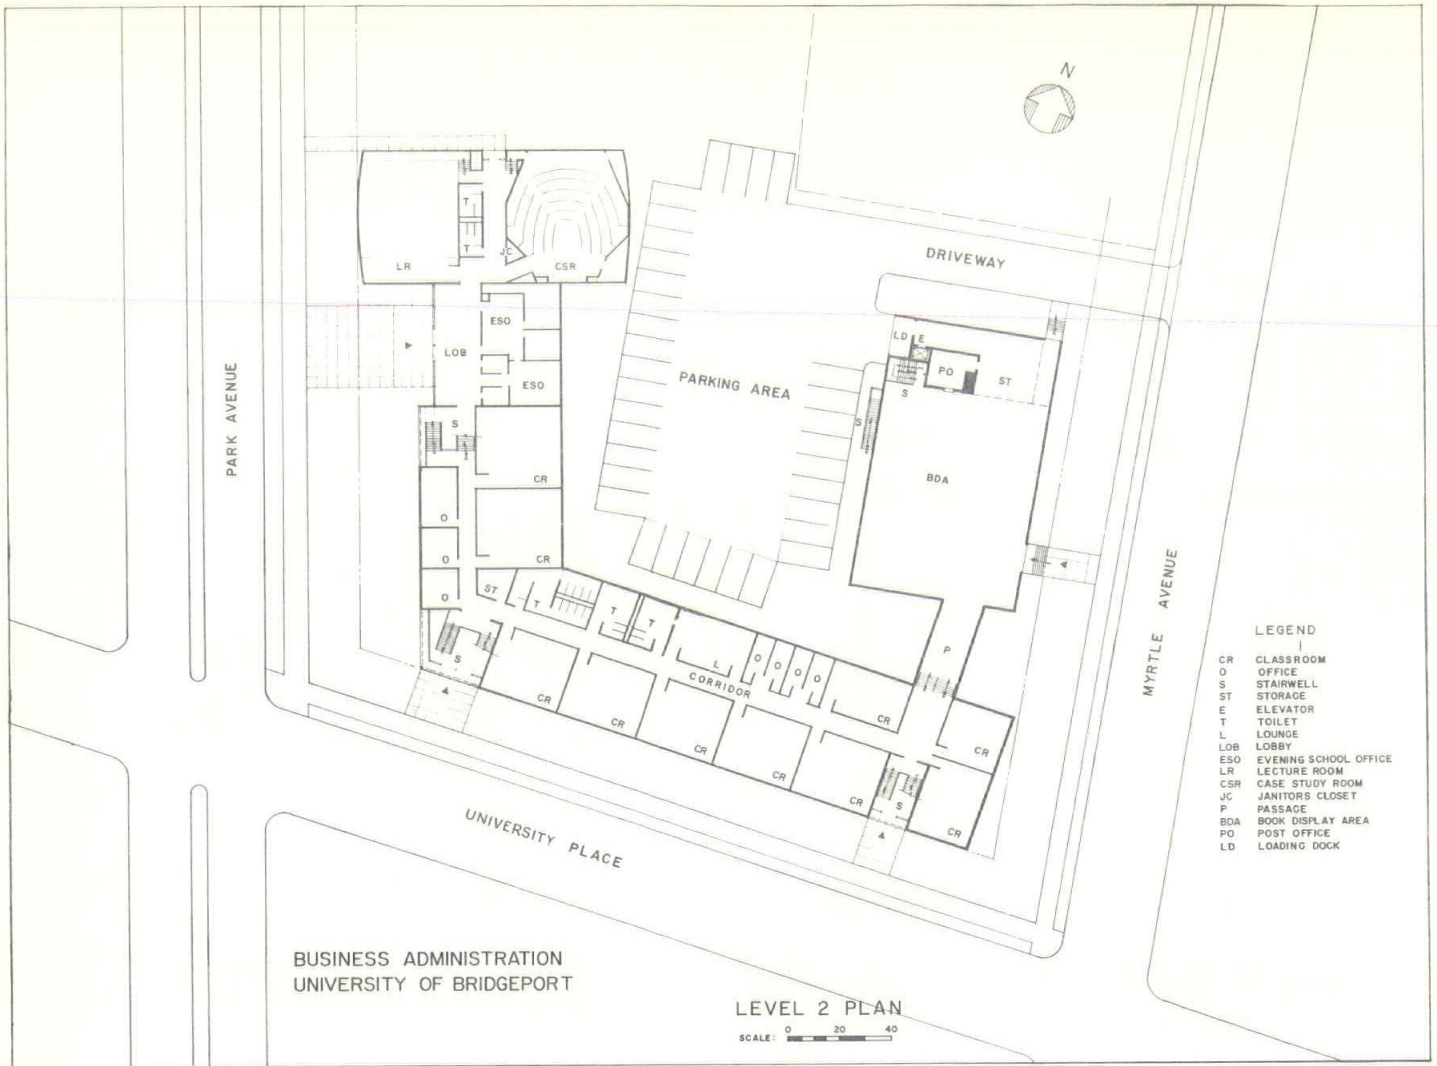 N
T
T
JC
LR
CSR
DRIVEWAY
ESO
LOB
ESO
LD
E
PO
ST
S
PARKING AREA
PARK AVENUE
S
S
CR
BDA
O
CR
O
O
ST
T
T
T
S
L
O
O
O
O
P
CORRIDOR
CR
CR
CR
CR
CR
CR
CR
S
CR
MYRTLE AVENUE
UNIVERSITY PLACE
LEGEND
CR CLASSROOM
O OFFICE
S STAIRWELL
ST STORAGE
E ELEVATOR
T TOILET
L LOUNGE
LOB LOBBY
ESO EVENING SCHOOL OFFICE
LR LECTURE ROOM
CSR CASE STUDY ROOM
JC JANITORS CLOSET
P PASSAGE
BDA BOOK DISPLAY AREA
PO POST OFFICE
LD LOADING DOCK
BUSINESS ADMINISTRATION
UNIVERSITY OF BRIDGEPORT
LEVEL 2 PLAN
SCALE: 0 20 40